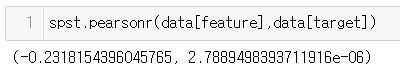 1 spst.pearsonr(data[feature],data[target])
(-0.2318154396045765, 2.7889498393711916e-06)